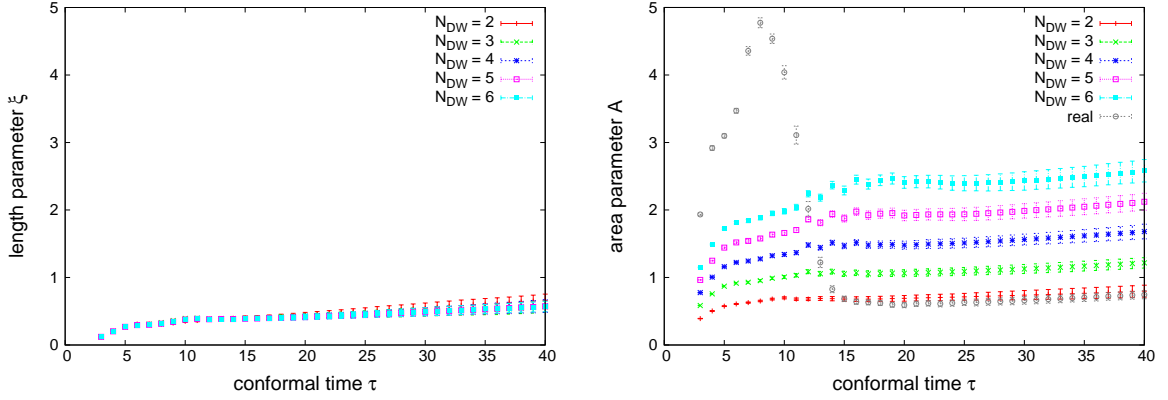 5
4
3
2
1
0
length parameter ξ
N_DW = 2
N_DW = 3
N_DW = 4
N_DW = 5
N_DW = 6
0 5 10 15 20 25 30 35 40
conformal time τ
5
4
3
2
1
0
area parameter A
N_DW = 2
N_DW = 3
N_DW = 4
N_DW = 5
N_DW = 6
real
0 5 10 15 20 25 30 35 40
conformal time τ